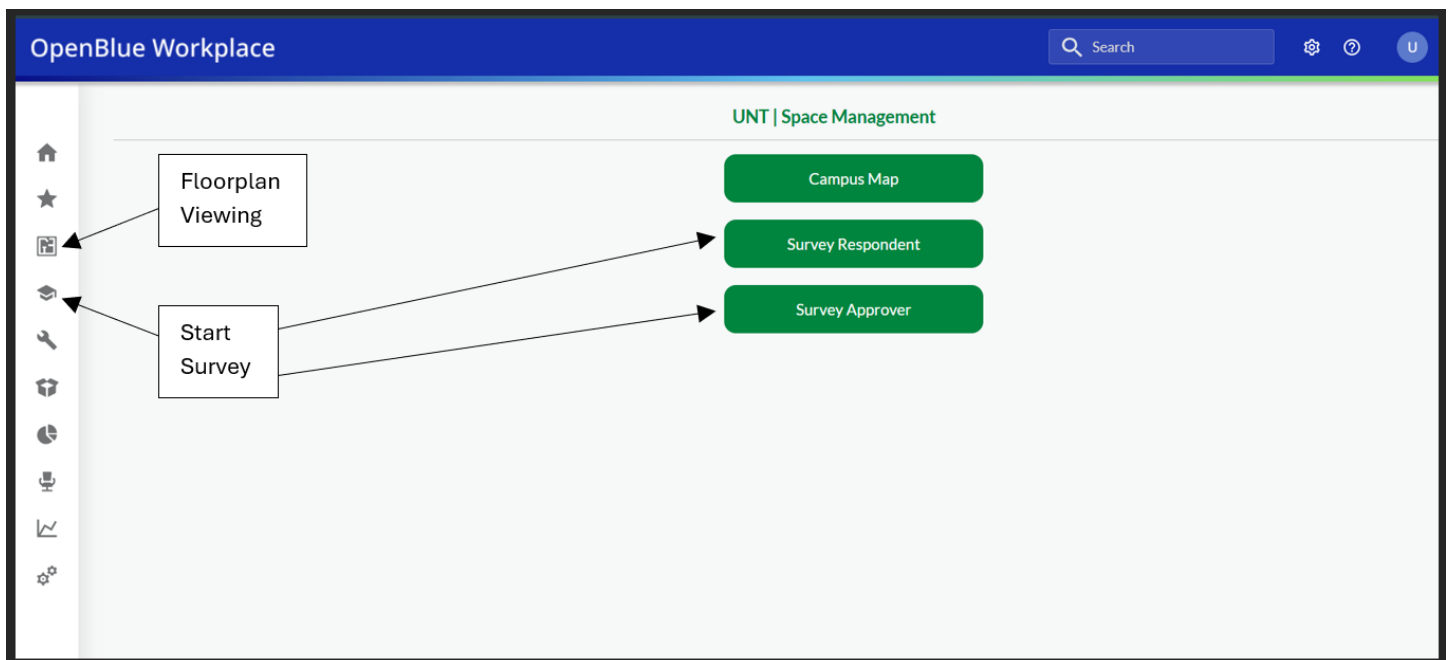 OpenBlue Workplace
Search
U
UNT | Space Management
Campus Map
Floorplan
Viewing
Survey Respondent
Survey Approver
Start
Survey